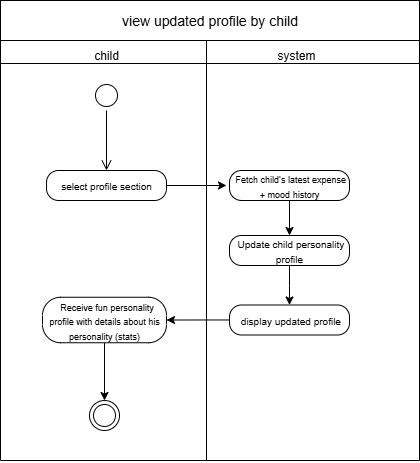 view updated profile by child
child
system
select profile section
Fetch child's latest expense
+ mood history
Update child personality
profile
display updated profile
Receive fun personality
profile with details about his
personality (stats)